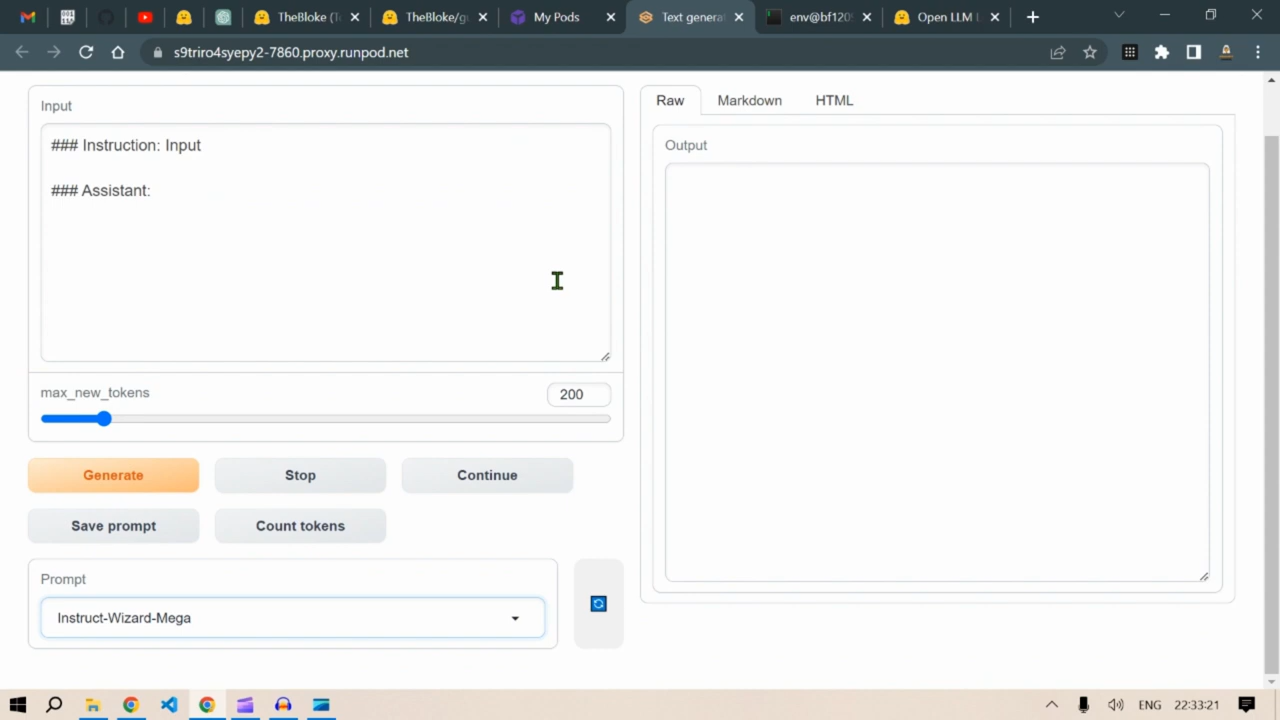 TheBloke (T
TheBloke/g
My Pods
Text genera
env@bf120
Open LLM L
s9triro4syepy2-7860.proxy.runpod.net
Input
### Instruction: Input
### Assistant:
max_new_tokens
200
Generate
Stop
Continue
Save prompt
Count tokens
Prompt
Instruct-Wizard-Mega
Raw
Markdown
HTML
Output
ENG
22:33:21